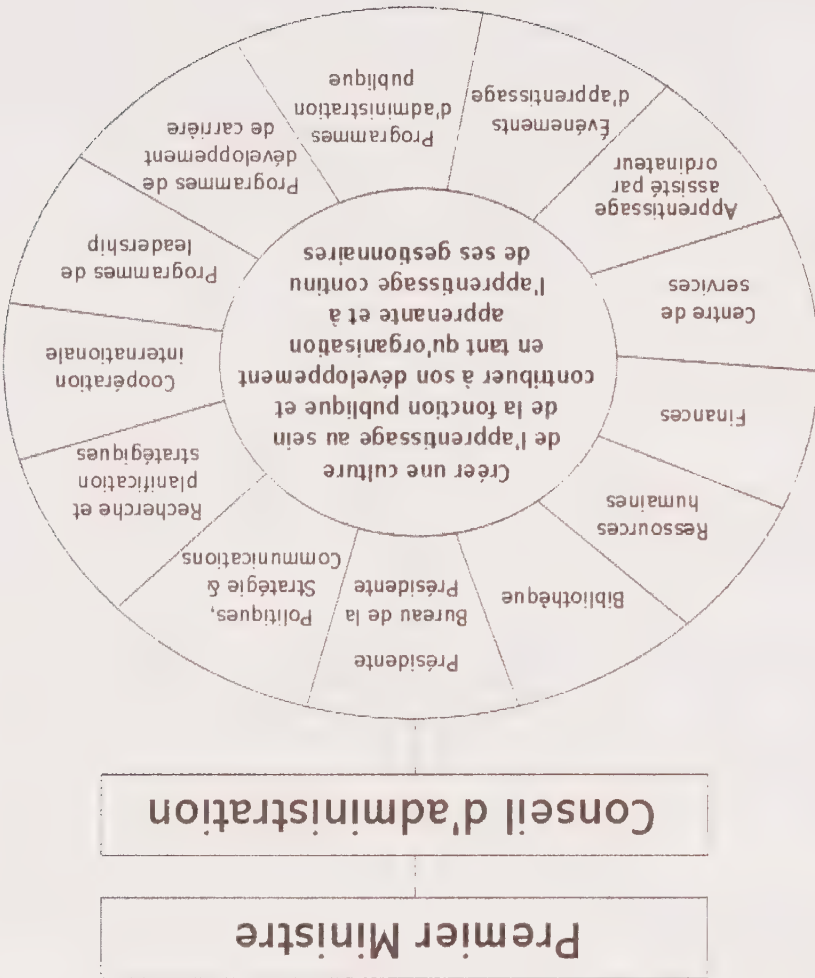 Premier Ministre
Conseil d'administration
Présidente
Bureau de la
Présidente
Politiques,
Stratégie &
Communications
Recherche et
planification
stratégiques
Coopération
internationale
Programmes de
leadership
Programmes de
développement
de carrière
Programmes
d'administration
publique
Événements
d'apprentissage
Apprentissage
assisté par
ordinateur
Centre de
services
Finances
Ressources
humaines
Bibliothèque
Créer une culture
de l'apprentissage au sein
de la fonction publique et
contribuer à son développement
en tant qu'organisation
apprenante et à
l'apprentissage continu
de ses gestionnaires